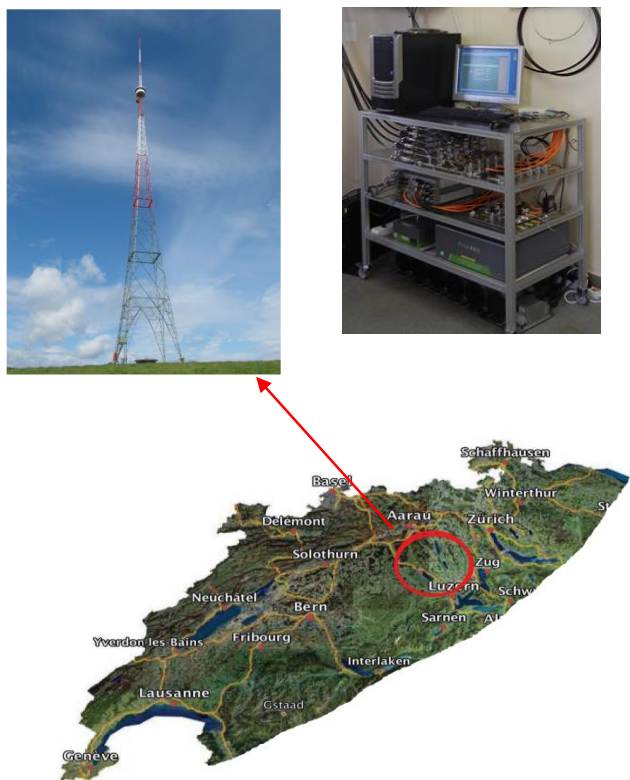 Schaffhausen
Basel
Winterthur
Delémont
Aarau
Zürich
Solothurn
Zug
Luzern
Neuchâtel
Bern
Sarnen
Yverdon-les-Bains
Fribourg
Interlaken
Lausanne
Gstaad
Genève